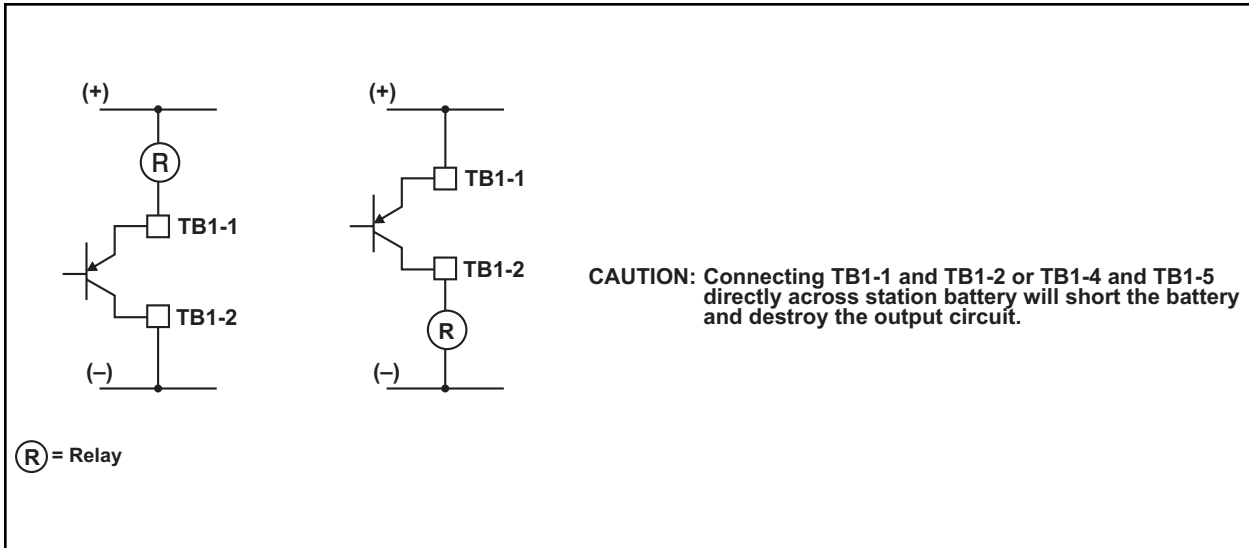 (+)
R
TB1-1
TB1-2
(–)
(+)
TB1-1
TB1-2
R
(–)
CAUTION: Connecting TB1-1 and TB1-2 or TB1-4 and TB1-5
directly across station battery will short the battery
and destroy the output circuit.
R = Relay